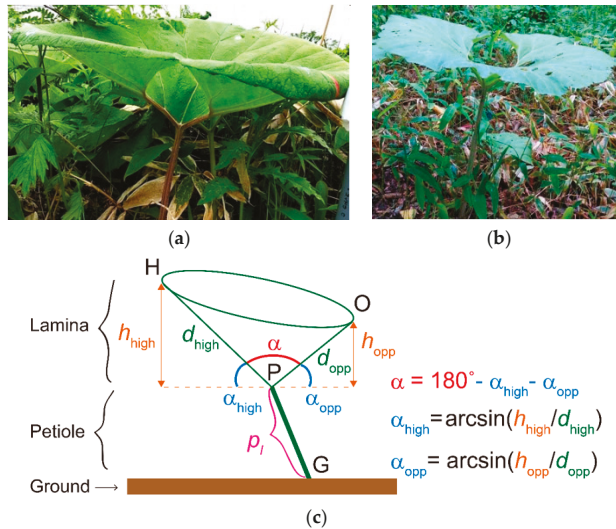 (a)
(b)
H
O
Lamina
h_high
d_high
α
d_opp
h_opp
P
α_high
α_opp
α = 180° - α_high - α_opp
α_high = arcsin(h_high/d_high)
Petiole
p_l
α_opp = arcsin(h_opp/d_opp)
G
Ground →
(c)